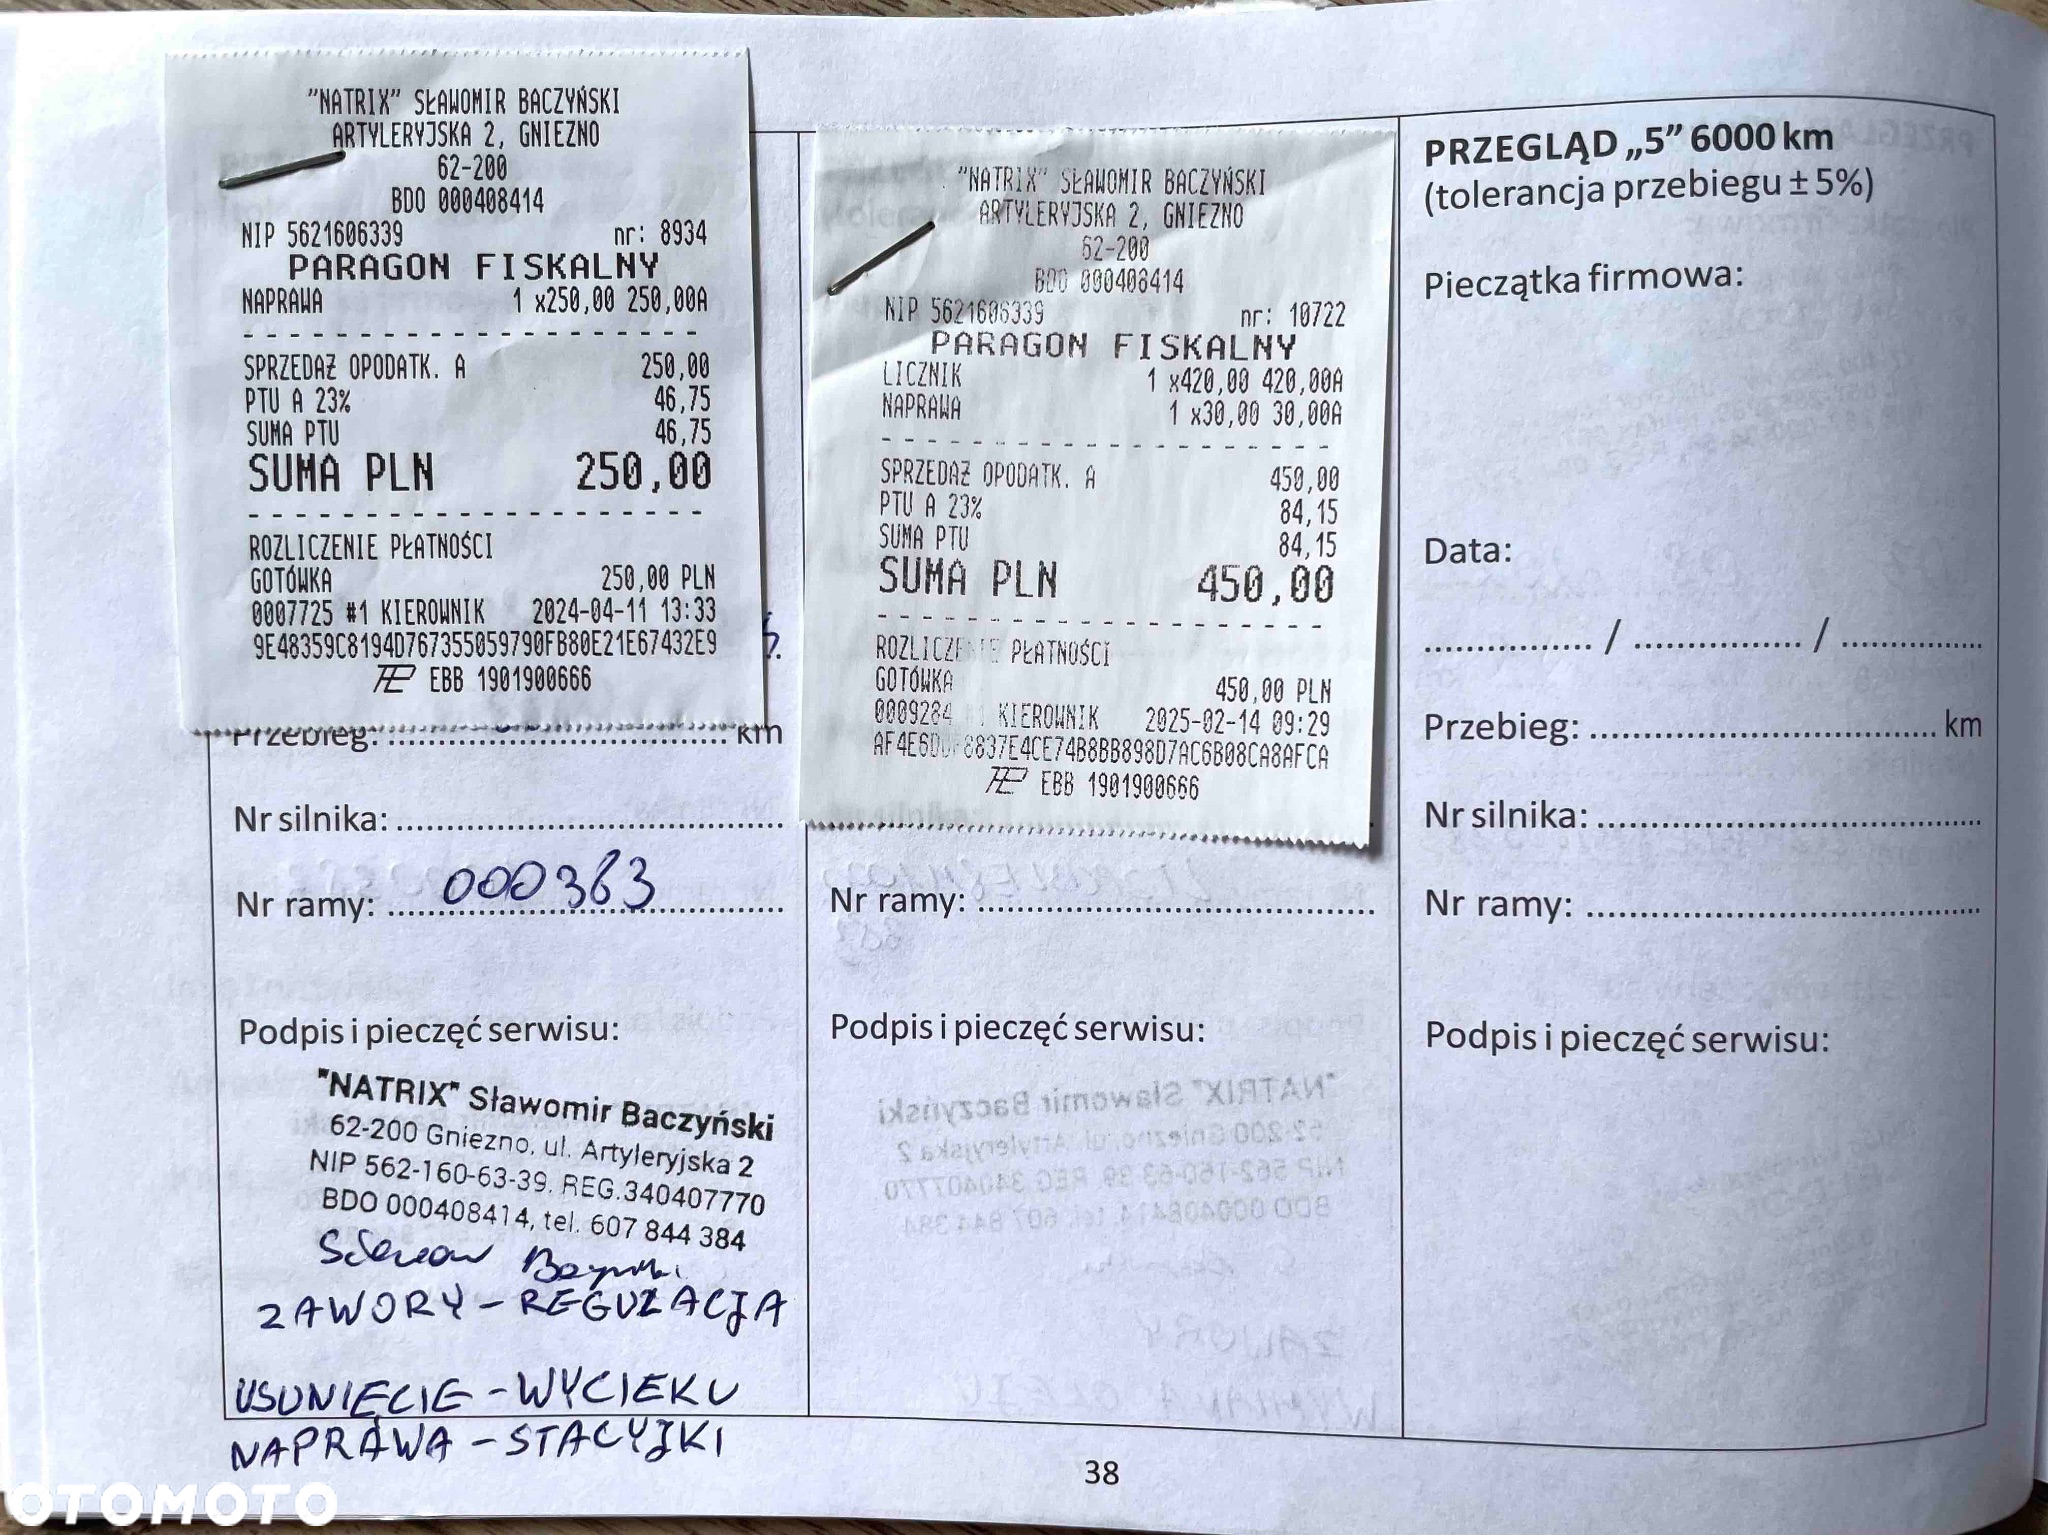 "NATRIX" SŁAWOMIR BACZYŃSKI
ARTYLERYJSKA 2, GNIEZNO
62-200
BDO 000408414
NIP 5621606339 nr: 8934
PARAGON FISKALNY
NAPRAWA 1 x250,00 250,00A
SPRZEDAŻ OPODATK. A 250,00
PTU A 23% 46,75
SUMA PTU 46,75
SUMA PLN 250,00
ROZLICZENIE PŁATNOŚCI
GOTÓWKA 250,00 PLN
0007725 #1 KIEROWNIK 2024-04-11 13:33
9E48359C8194D767355059790FB80E21E67432E9
EBB 1901900666
Przebieg: km
Nr silnika:
Nr ramy: 000363
Podpis i pieczęć serwisu:
"NATRIX" Sławomir Baczyński
62-200 Gniezno, ul. Artyleryjska 2
NIP 562-160-63-39, REG.340407770
BDO 000408414, tel. 607 844 384
ZAWORY - REGULACJA
USUNIĘCIE - WYCIEKU
NAPRAWA - STACYJKI
"NATRIX" SŁAWOMIR BACZYŃSKI
ARTYLERYJSKA 2, GNIEZNO
62-200
BDO 000408414
NIP 5621606339 nr: 10722
PARAGON FISKALNY
LICZNIK 1 x420,00 420,00A
NAPRAWA 1 x30,00 30,00A
SPRZEDAŻ OPODATK. A 450,00
PTU A 23% 84,15
SUMA PTU 84,15
SUMA PLN 450,00
ROZLICZENIE PŁATNOŚCI
GOTÓWKA 450,00 PLN
0009284 KIEROWNIK 2025-02-14 09:29
EBB 1901900666
Nr ramy:
Podpis i pieczęć serwisu:
PRZEGLĄD „5” 6000 km
(tolerancja przebiegu ± 5%)
Pieczątka firmowa:
Data:
/ /
Przebieg: km
Nr silnika:
Nr ramy:
Podpis i pieczęć serwisu:
38
OTOMOTO